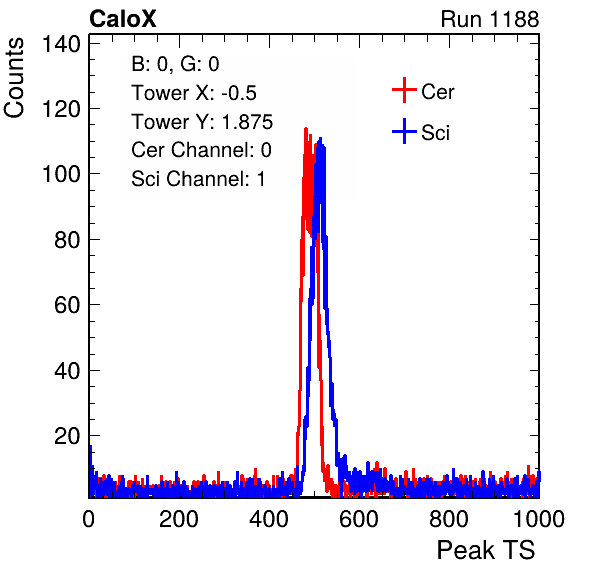 CaloX Run 1188
Counts
140
120
100
80
60
40
20
B: 0, G: 0
Tower X: -0.5
Tower Y: 1.875
Cer Channel: 0
Sci Channel: 1
Cer
Sci
0 200 400 600 800 1000
Peak TS